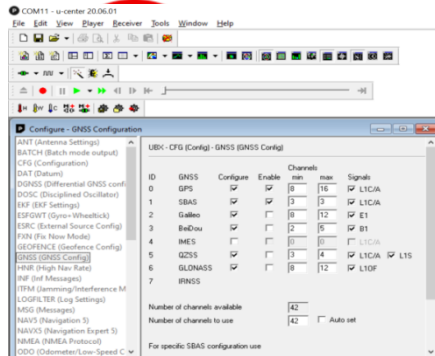 COM11 - u-center 20.06.01
File Edit View Player Receiver Tools Window Help
Configure - GNSS Configuration
ANT (Antenna Settings)
BATCH (Batch mode output)
CFG (Configuration)
DAT (Datum)
DGNSS (Differential GNSS confi
DOSC (Disciplined Oscillator)
EKF (EKF Settings)
ESFGWT (Gyro+Wheeltick)
ESRC (External Source Config)
FXN (Fix Now Mode)
GEOFENCE (Geofence Config)
GNSS (GNSS Config)
HNR (High Nav Rate)
INF (Inf Messages)
ITFM (Jamming/Interference M
LOGFILTER (Log Settings)
MSG (Messages)
NAV5 (Navigation 5)
NAVX5 (Navigation Expert 5)
NMEA (NMEA Protocol)
ODO (Odometer/Low-Speed C
UBX - CFG (Config) - GNSS (GNSS Config)
Channels
ID GNSS Configure Enable min max Signals
0 GPS 8 16 L1C/A
1 SBAS 3 3 L1C/A
2 Galileo 8 12 E1
3 BeiDou 2 5 B1
4 IMES 0 0 L1C/A
5 QZSS 3 4 L1C/A L1S
6 GLONASS 8 12 L1OF
7 IRNSS
Number of channels available 42
Number of channels to use 42 Auto set
For specific SBAS configuration use